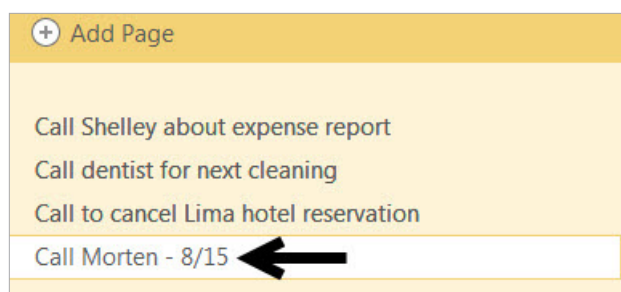 Add Page
Call Shelley about expense report
Call dentist for next cleaning
Call to cancel Lima hotel reservation
Call Morten - 8/15